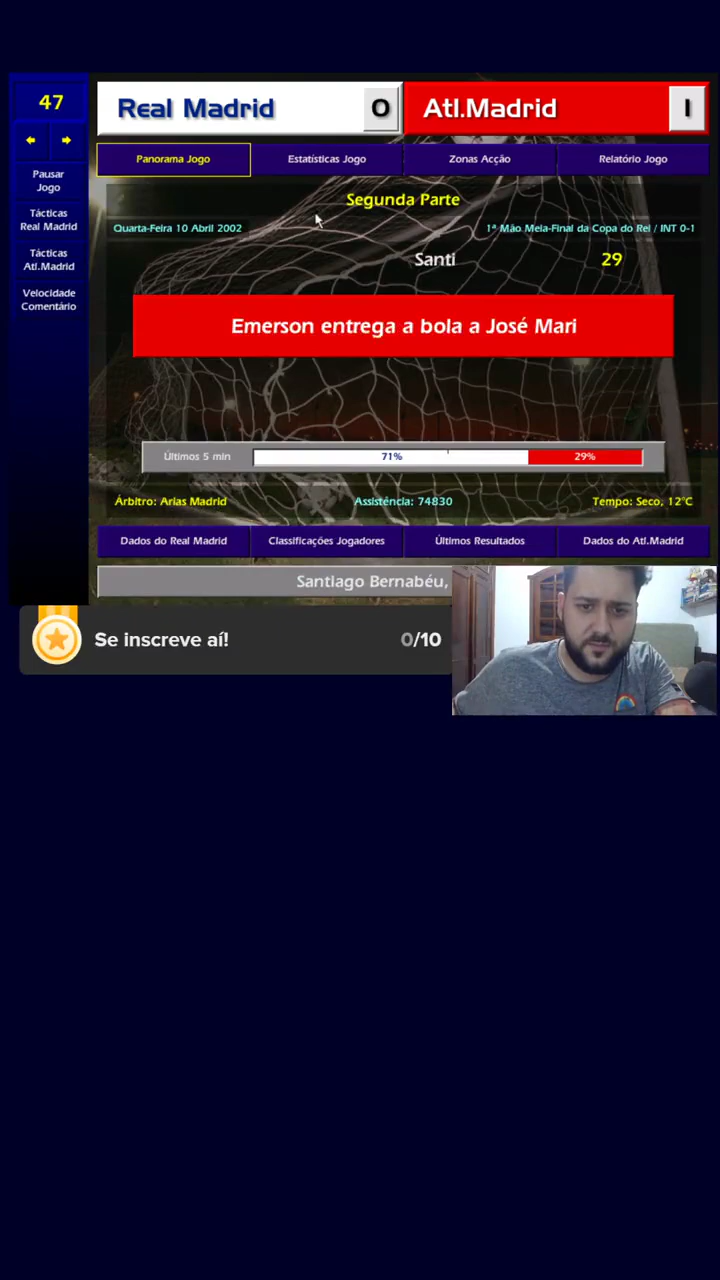 47
Real Madrid 0
Atl.Madrid 1
Pausar
Jogo
Tácticas
Real Madrid
Tácticas
Atl.Madrid
Velocidade
Comentário
Panorama Jogo
Estatísticas Jogo
Zonas Acção
Relatório Jogo
Segunda Parte
Quarta-Feira 10 Abril 2002
1ª Mão Meia-Final da Copa do Rei / INT 0-1
Santi 29
Emerson entrega a bola a José Mari
Últimos 5 min
71%
29%
Árbitro: Arias Madrid
Assistência: 74830
Tempo: Seco, 12°C
Dados do Real Madrid
Classificações Jogadores
Últimos Resultados
Dados do Atl.Madrid
Santiago Bernabéu,
Se inscreve aí!
0/10